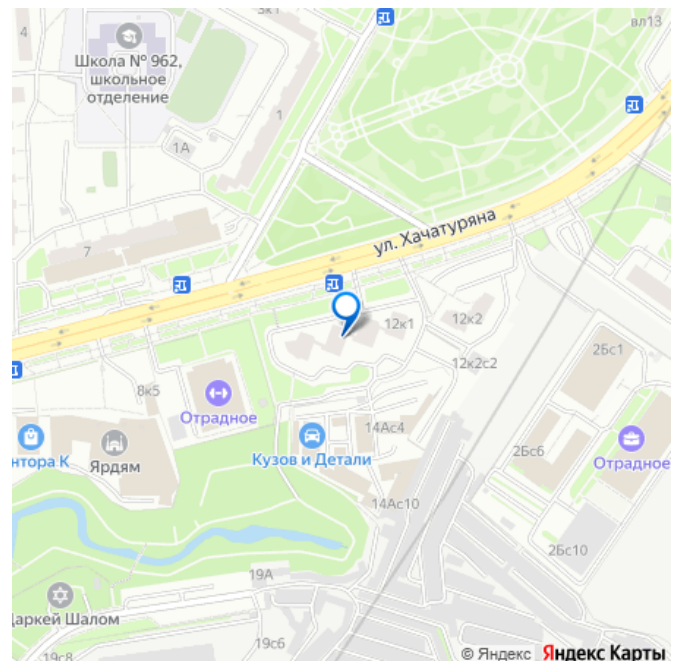 4
3к1
вл13
Школа № 962,
школьное
отделение
1
1А
ул. Хачатуряна
7
12к1
12к2
12к2с2
2Бс1
8к5
Отрадное
14Ас4
нтора К
Ярдям
Кузов и Детали
2Бс6
Отрадное
14Ас10
2Бс10
19А
Даркей Шалом
19с8
19с6
© Яндекс Яндекс Карты